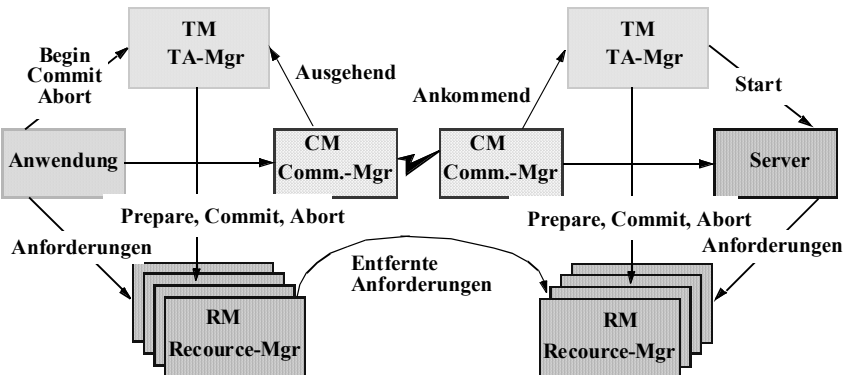 TM
TA-Mgr
TM
TA-Mgr
Begin
Commit
Abort
Ausgehend
Ankommend
Start
Anwendung
CM
Comm.-Mgr
CM
Comm.-Mgr
Server
Prepare, Commit, Abort
Prepare, Commit, Abort
Anforderungen
Entfernte
Anforderungen
Anforderungen
RM
Recource-Mgr
RM
Recource-Mgr